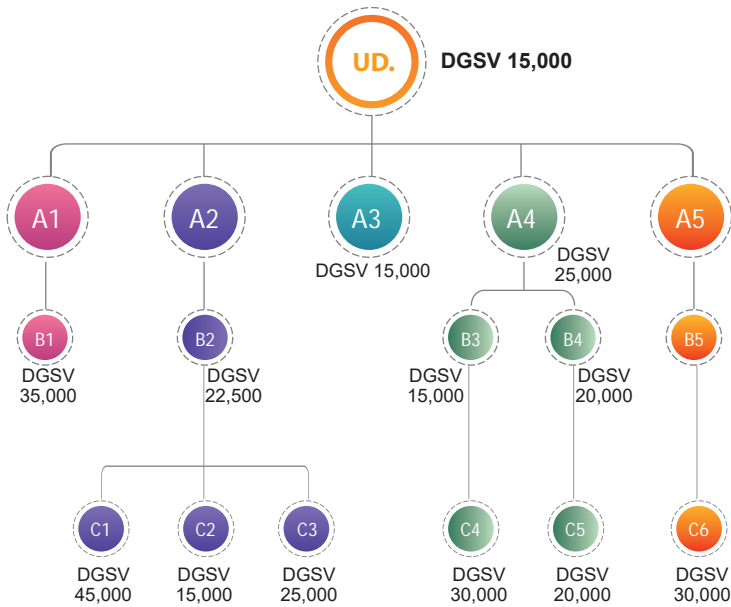 UD.
DGSV 15,000
A1
A2
A3
A4
A5
DGSV 15,000
DGSV
25,000
B1
B2
B3
B4
B5
DGSV
35,000
DGSV
22,500
DGSV
15,000
DGSV
20,000
C1
C2
C3
C4
C5
C6
DGSV
45,000
DGSV
15,000
DGSV
25,000
DGSV
30,000
DGSV
20,000
DGSV
30,000